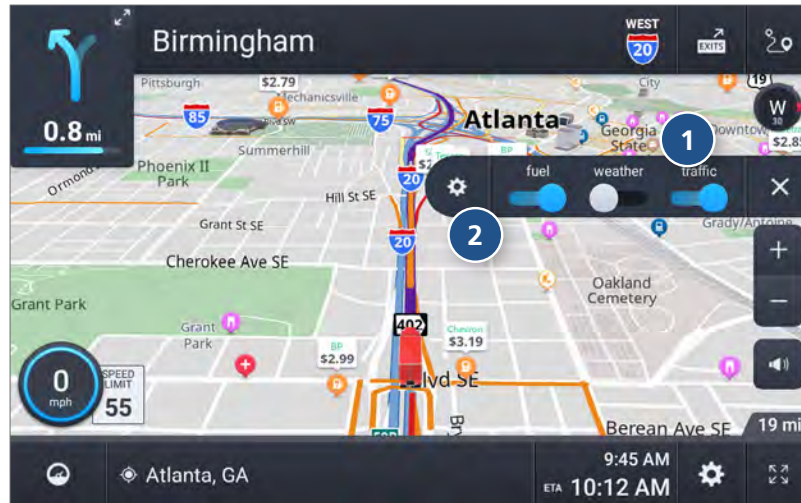 Birmingham
WEST
20
EXITS
0.8 mi
Pittsburgh
$2.79
Mechanicsville
85
75
Atlanta
City
19
W
30
Georgia
State
Downtown
$2.85
Summerhill
BP
1
Phoenix II
Park
Ormond
20
fuel
weather
traffic
Hill St SE
2
Grant St SE
20
Grady/Antoine
Cherokee Ave SE
Oakland
Cemetery
Grant Park
Grant
Park
402
BP
$2.99
Chevron
$3.19
0
mph
SPEED
LIMIT
55
lvd SE
Berean Ave SE
19 mi
Atlanta, GA
9:45 AM
ETA 10:12 AM